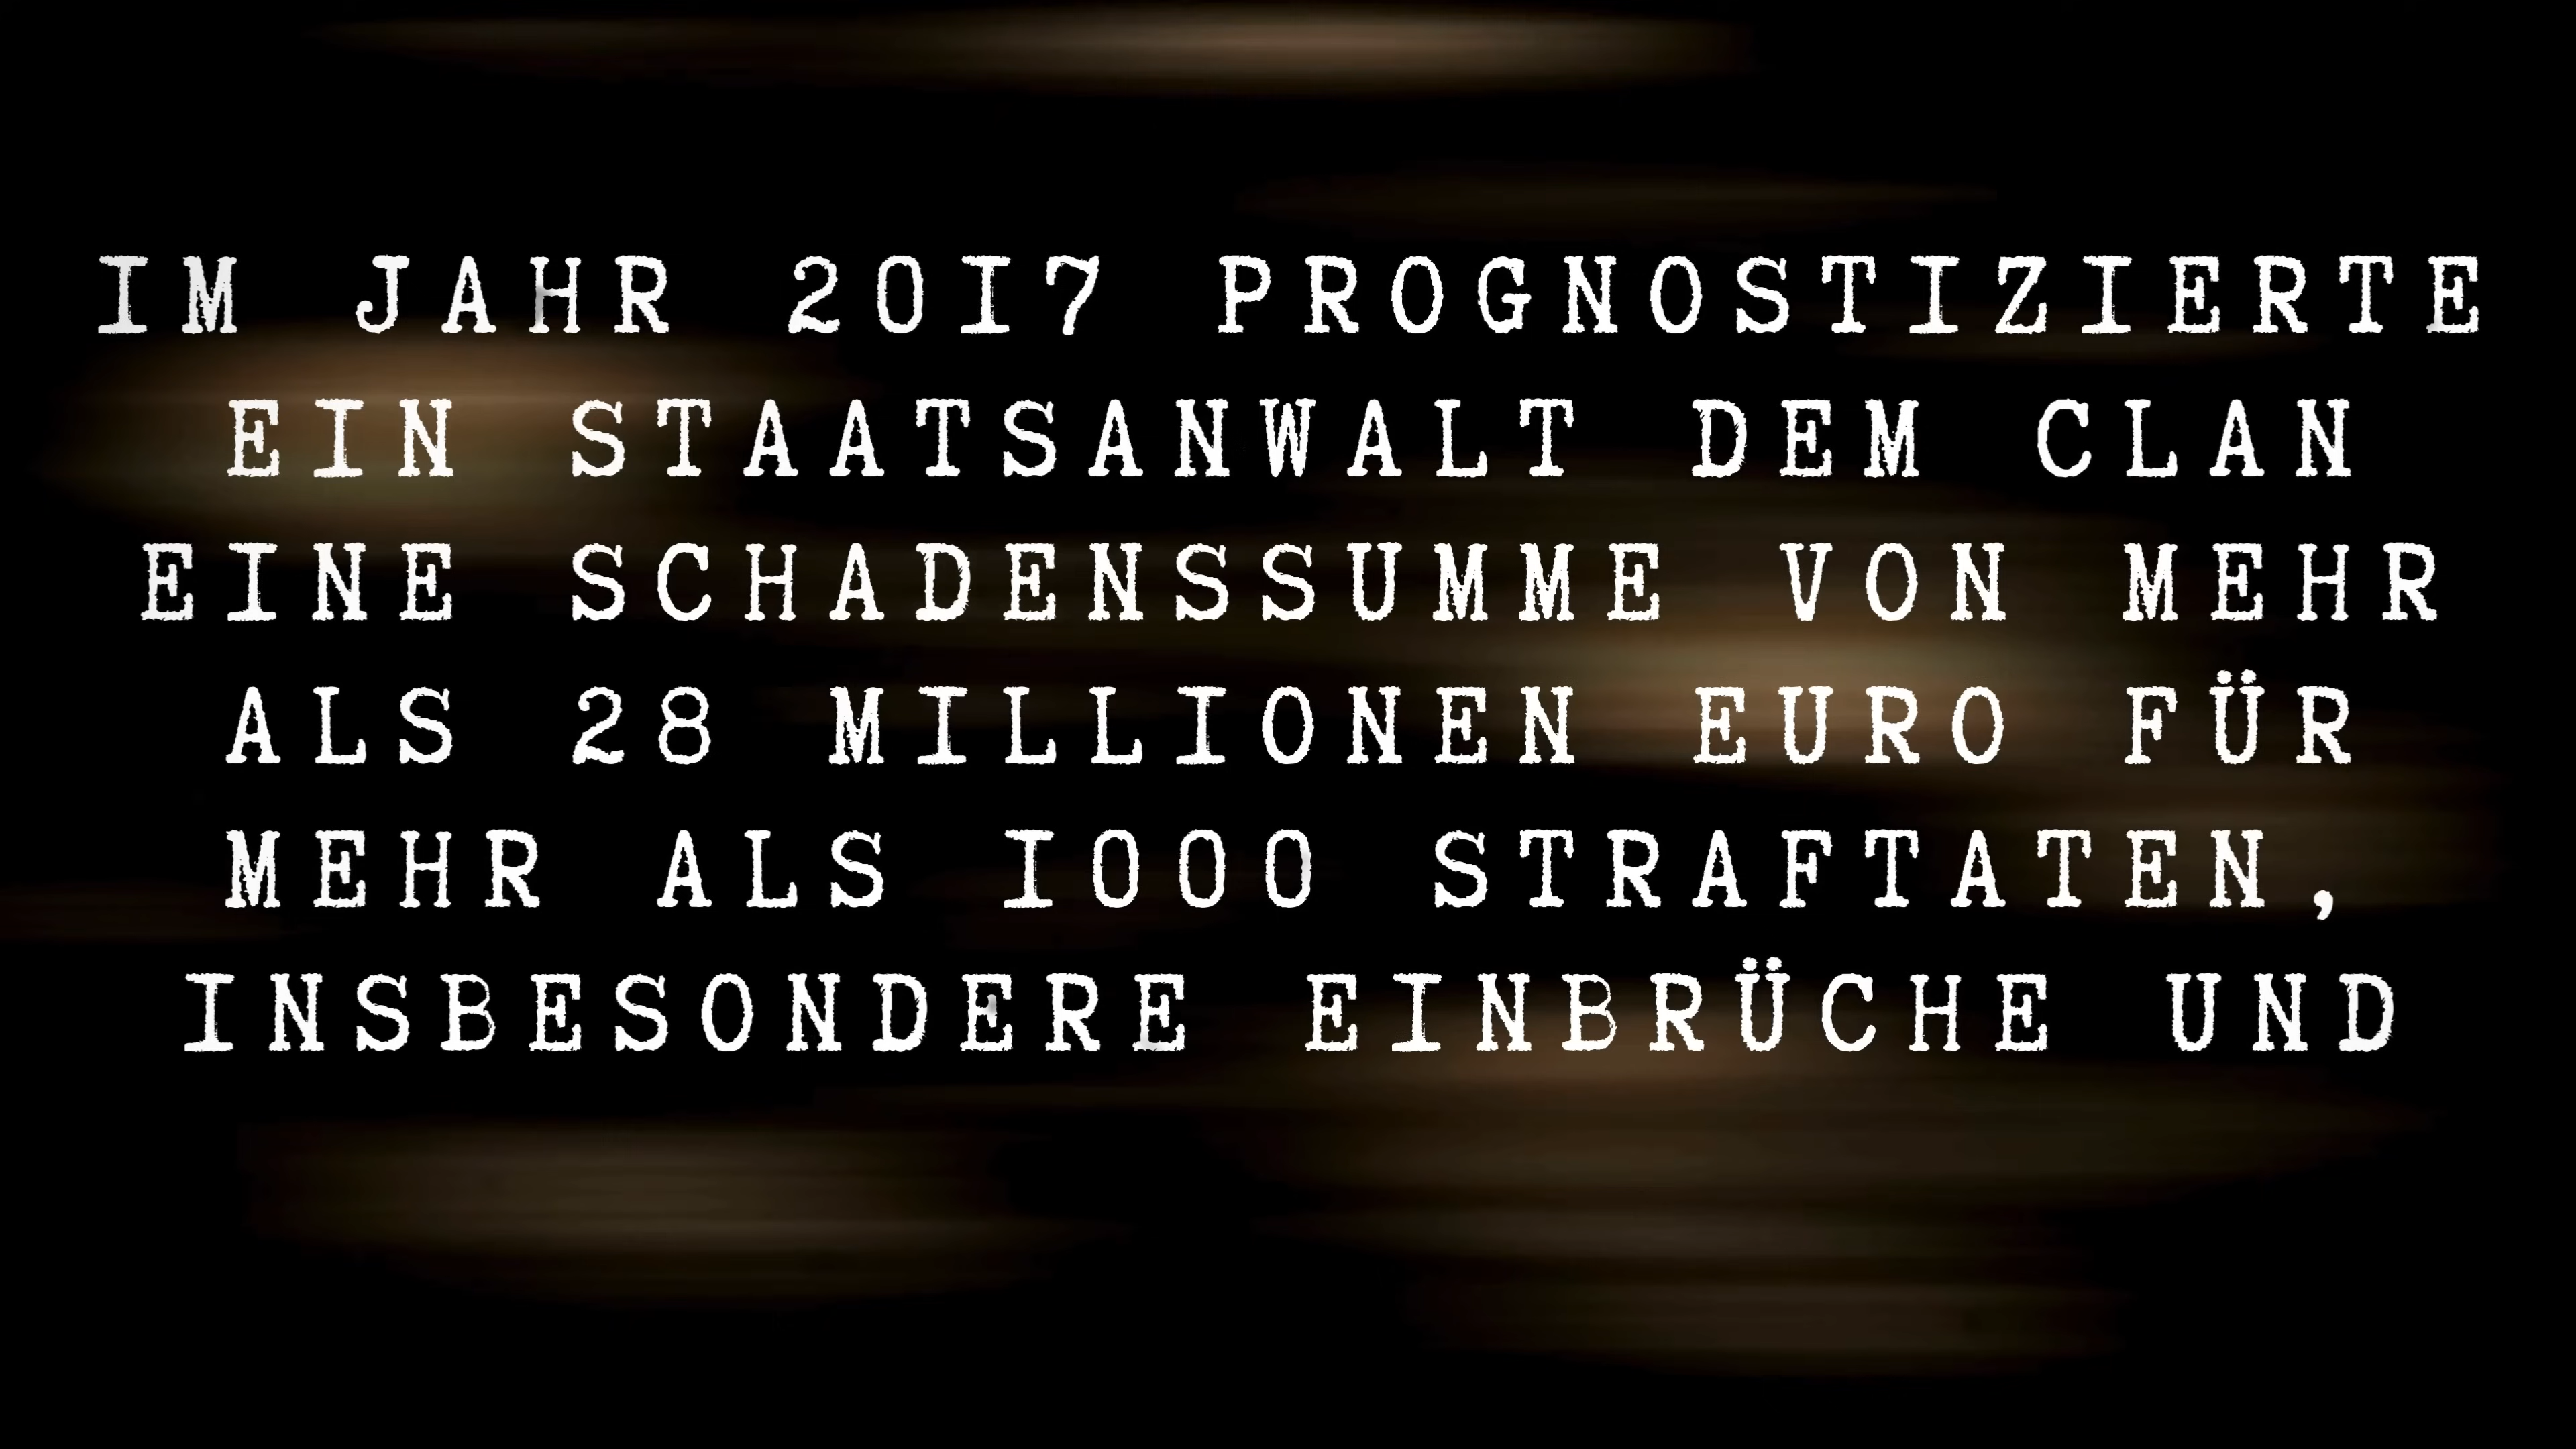 IM JAHR 2017 PROGNOSTIZIERTE
EIN STAATSANWALT DEM CLAN
EINE SCHADENSSUMME VON MEHR
ALS 28 MILLIONEN EURO FÜR
MEHR ALS 1000 STRAFTATEN,
INSBESONDERE EINBRÜCHE UND